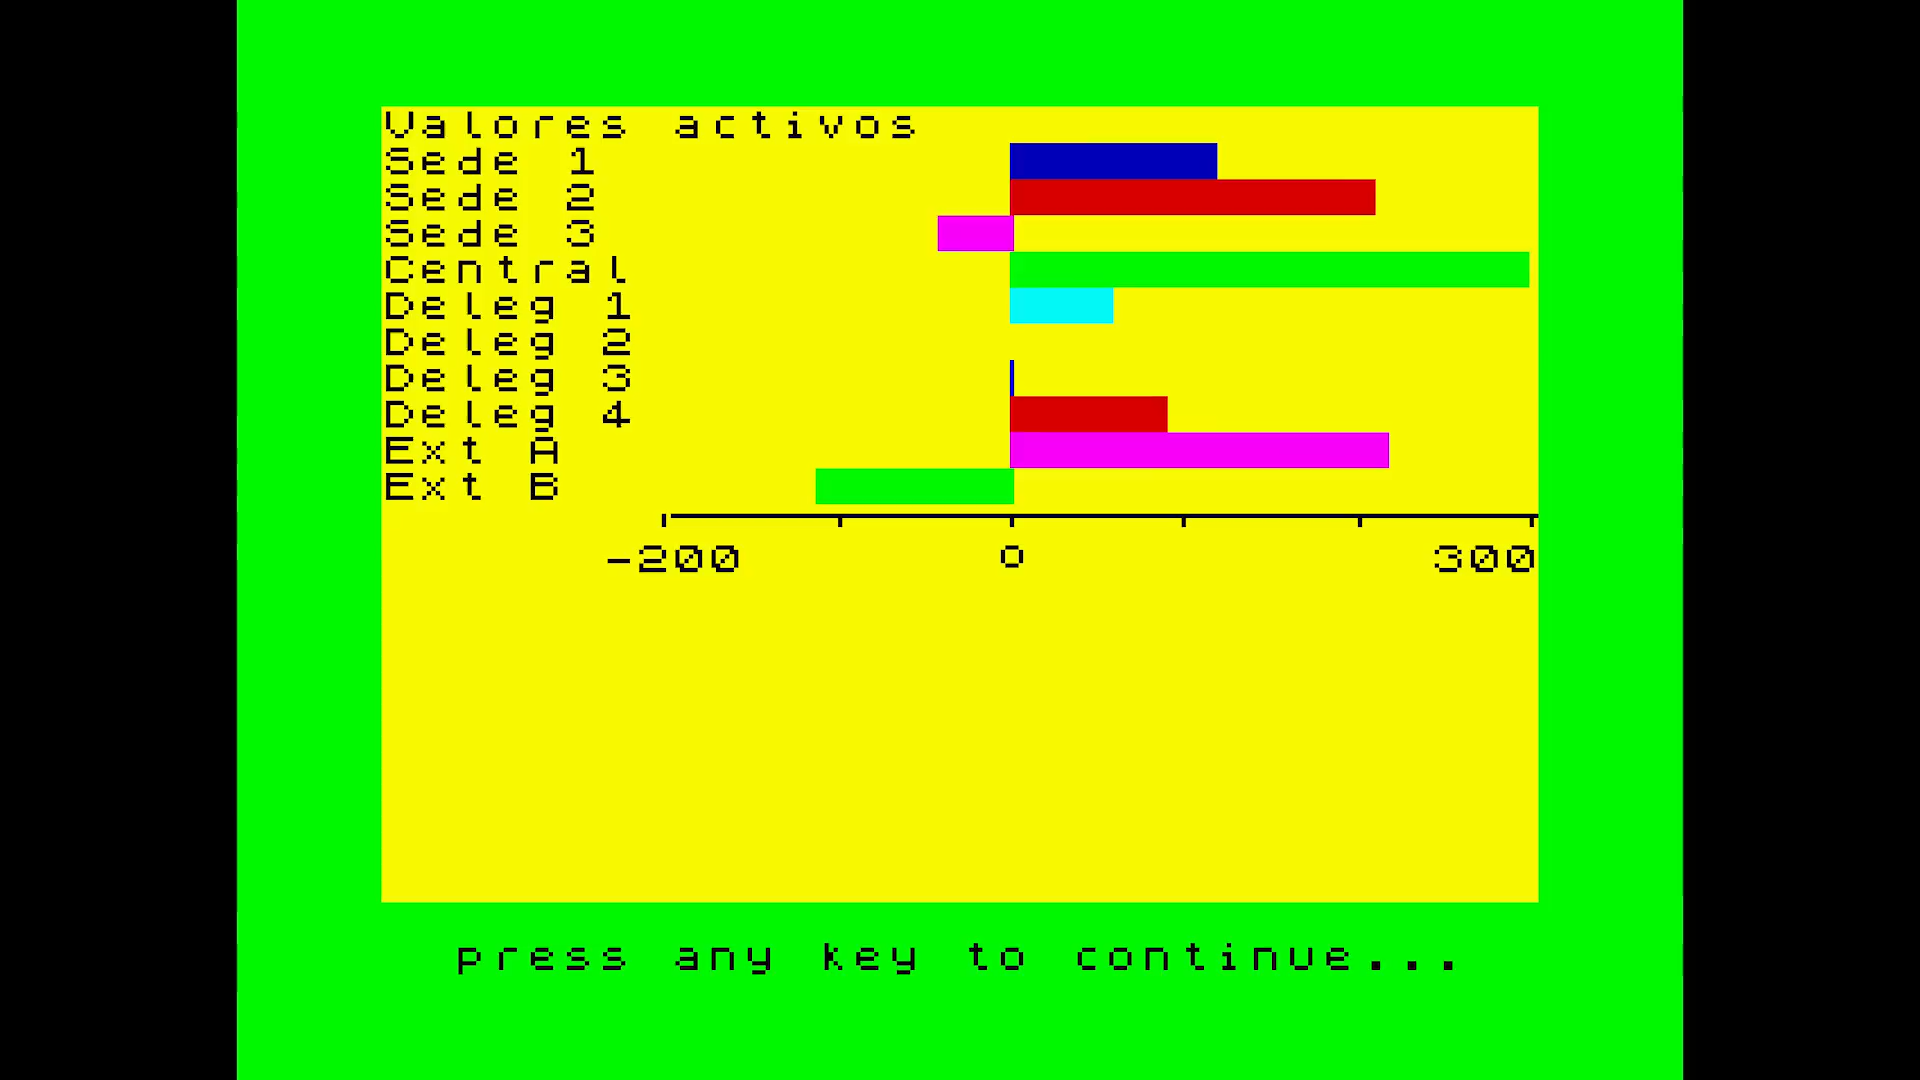 Valores activos
Sede 1
Sede 2
Sede 3
Central
Deleg 1
Deleg 2
Deleg 3
Deleg 4
Ext A
Ext B
-200 0 300
press any key to continue...